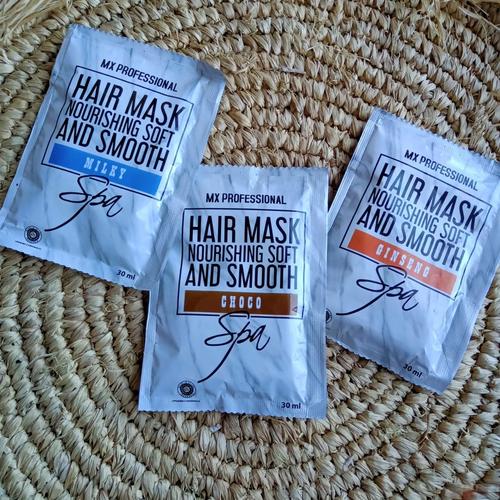 MX PROFESSIONAL
HAIR MASK
NOURISHING SOFT
AND SMOOTH
MILKY
Spa
30 ml
MX PROFESSIONAL
HAIR MASK
NOURISHING SOFT
AND SMOOTH
CHOCO
Spa
30 ml
MX PROFESSIONAL
HAIR MASK
NOURISHING SOFT
AND SMOOTH
GINSENG
Spa
30 ml